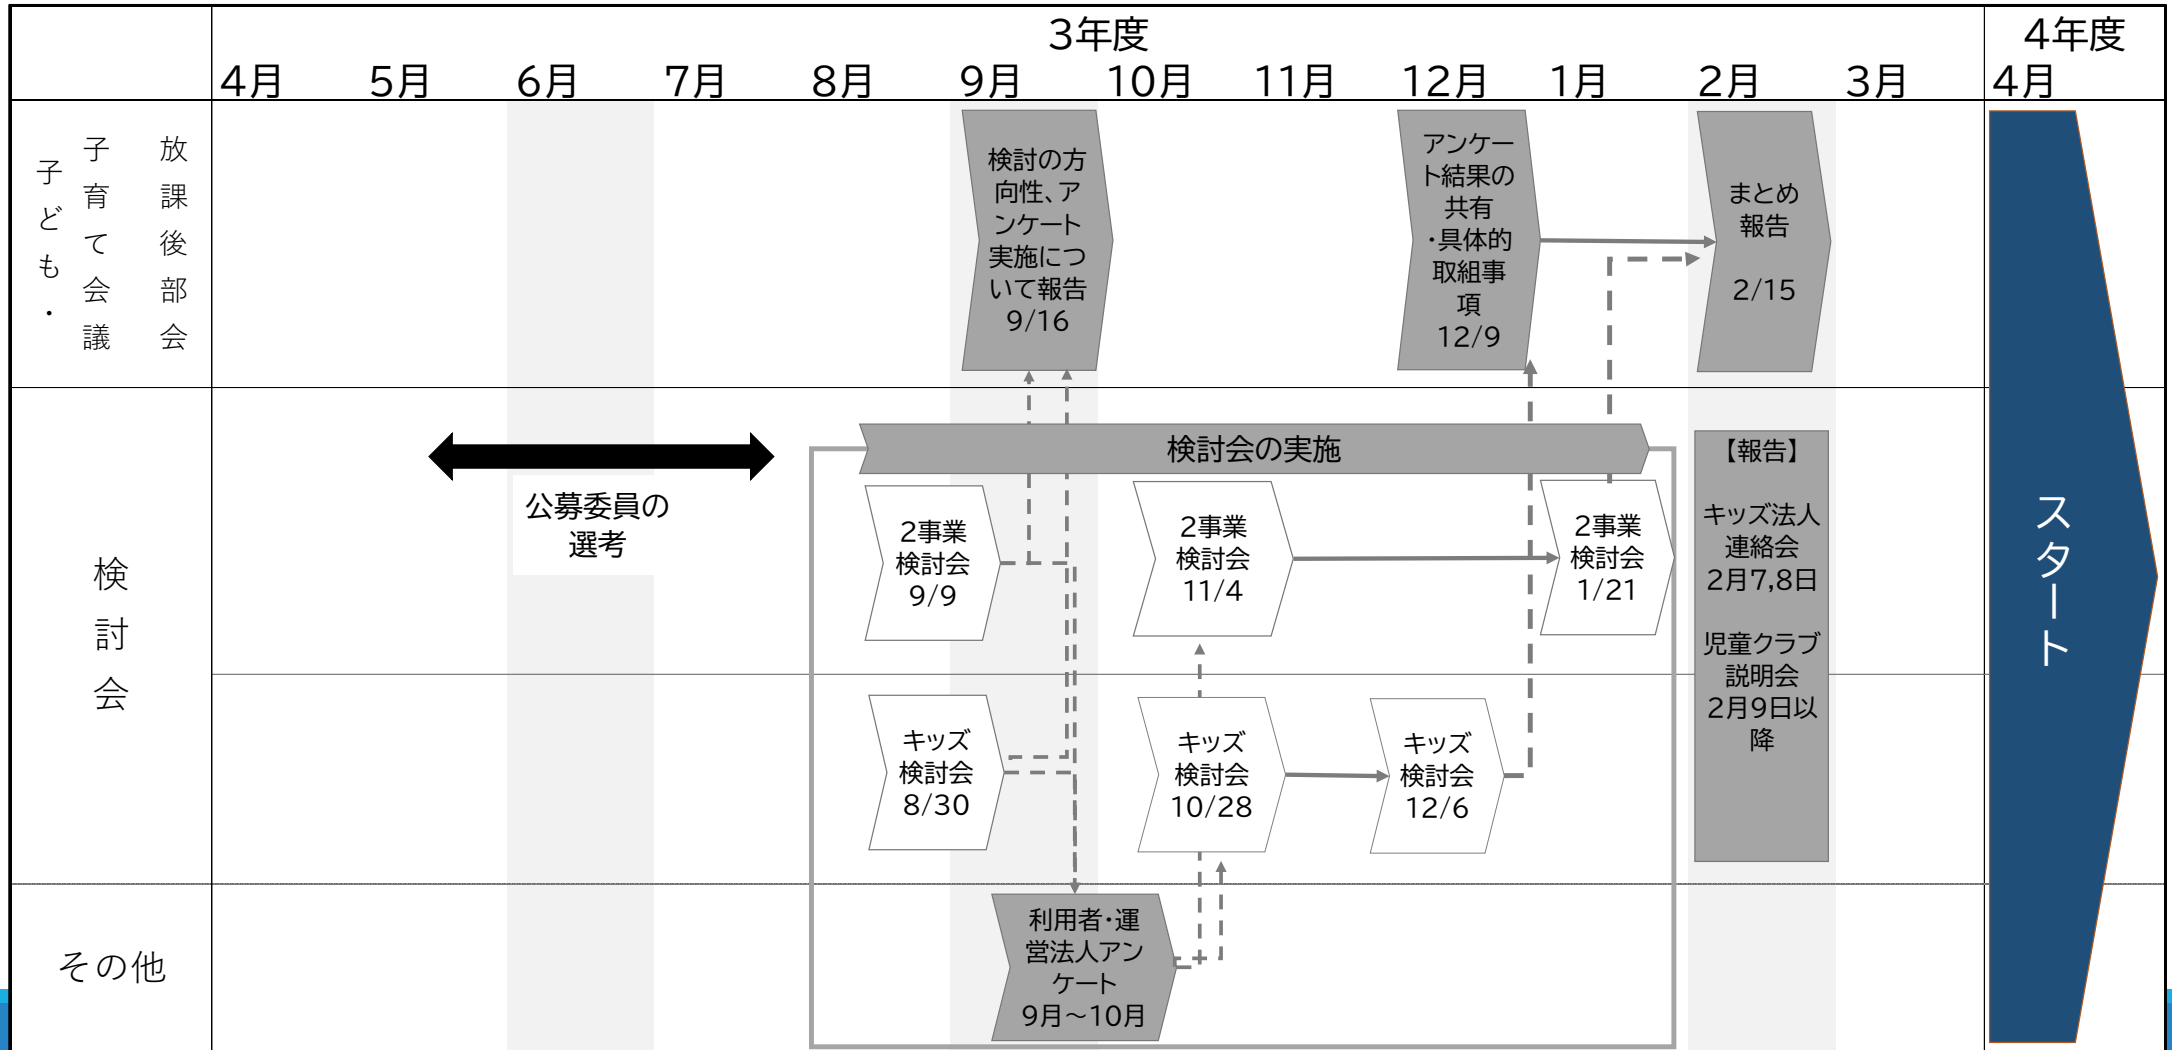 3年度
4年度
4月
5月
6月
7月
8月
9月
10月
11月
12月
1月
2月
3月
4月
子ども・
子育て会議
放課後部会
検討の方
向性、ア
ンケート
実施につ
いて報告
9/16
アンケー
ト結果の
共有
・具体的
取組事
項
12/9
まとめ
報告
2/15
検討会
公募委員の
選考
検討会の実施
2事業
検討会
9/9
2事業
検討会
11/4
2事業
検討会
1/21
キッズ
検討会
8/30
キッズ
検討会
10/28
キッズ
検討会
12/6
【報告】
キッズ法人
連絡会
2月7,8日
児童クラブ
説明会
2月9日以
降
スタート
その他
利用者・運
営法人アン
ケート
9月～10月